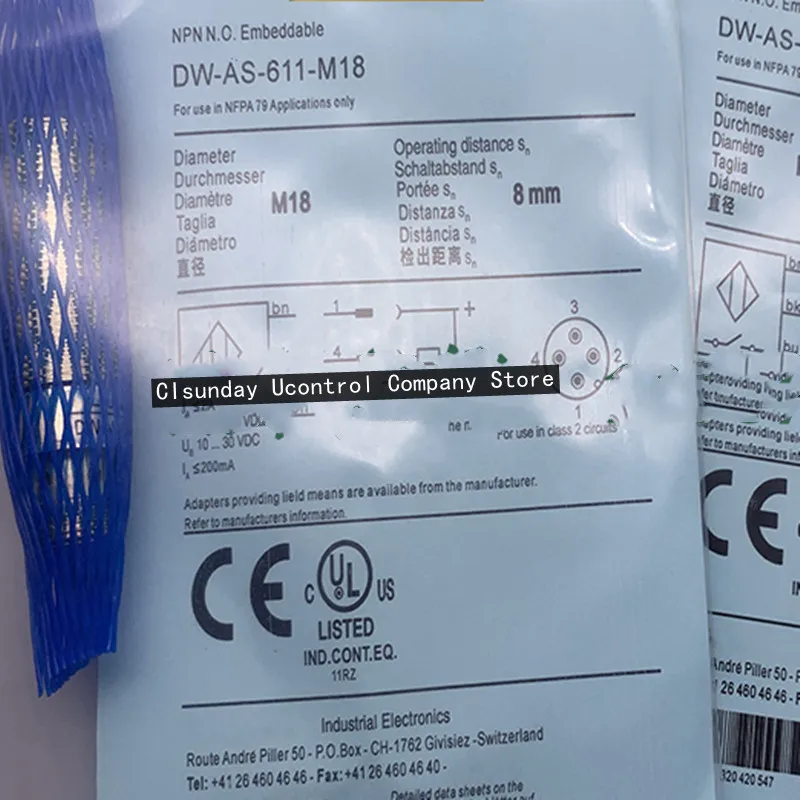 NPN N.O. Embeddable
DW-AS-611-M18
For use in NFPA 79 Applications only
Diameter
Durchmesser
Diamètre
Taglia
Diámetro
直径
M18
Operating distance sn
Schaltabstand sn
Portée sn
Distanza sn
Distància sn
检出距离 sn
8 mm
bn
1
+
4
3
4
2
1
Clsunday Ucontrol Company Store
UB 10 ... 30 VDC
≤200mA
For use in class 2 circuits
Adapters providing lield means are available from the manufacturer.
Refer to manufacturers information.
CE
C UL US
LISTED
IND.CONT.EQ.
11RZ
Industrial Electronics
Route André Piller 50 - P.O.Box - CH-1762 Givisiez -Switzerland
Tel: +41 26 460 46 46 - Fax: +41 26 460 46 40 -
Detailed data sheets on the
DW-AS-
For use in NFPA 79
Diameter
Durchmesser
Diamètre
Taglia
Diámetro
直径
bk
bu
CE
André Piller 50 -
26 460 46 46 -
320 420 547